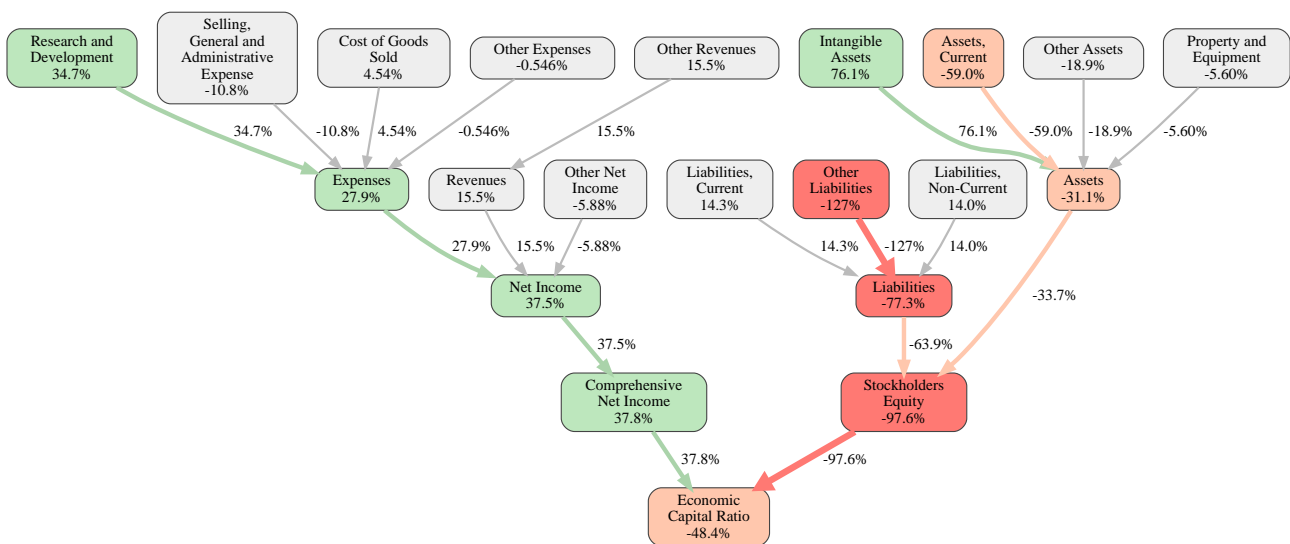 Research and
Development
34.7%
Selling,
General and
Administrative
Expense
-10.8%
Cost of Goods
Sold
4.54%
Other Expenses
-0.546%
Other Revenues
15.5%
Intangible
Assets
76.1%
Assets,
Current
-59.0%
Other Assets
-18.9%
Property and
Equipment
-5.60%
34.7%
-10.8%
4.54%
-0.546%
15.5%
76.1%
-59.0%
-18.9%
-5.60%
Expenses
27.9%
Revenues
15.5%
Other Net
Income
-5.88%
Liabilities,
Current
14.3%
Other
Liabilities
-127%
Liabilities,
Non-Current
14.0%
Assets
-31.1%
27.9%
15.5%
-5.88%
14.3%
-127%
14.0%
Net Income
37.5%
Liabilities
-77.3%
-33.7%
37.5%
-63.9%
Comprehensive
Net Income
37.8%
Stockholders
Equity
-97.6%
37.8%
-97.6%
Economic
Capital Ratio
-48.4%